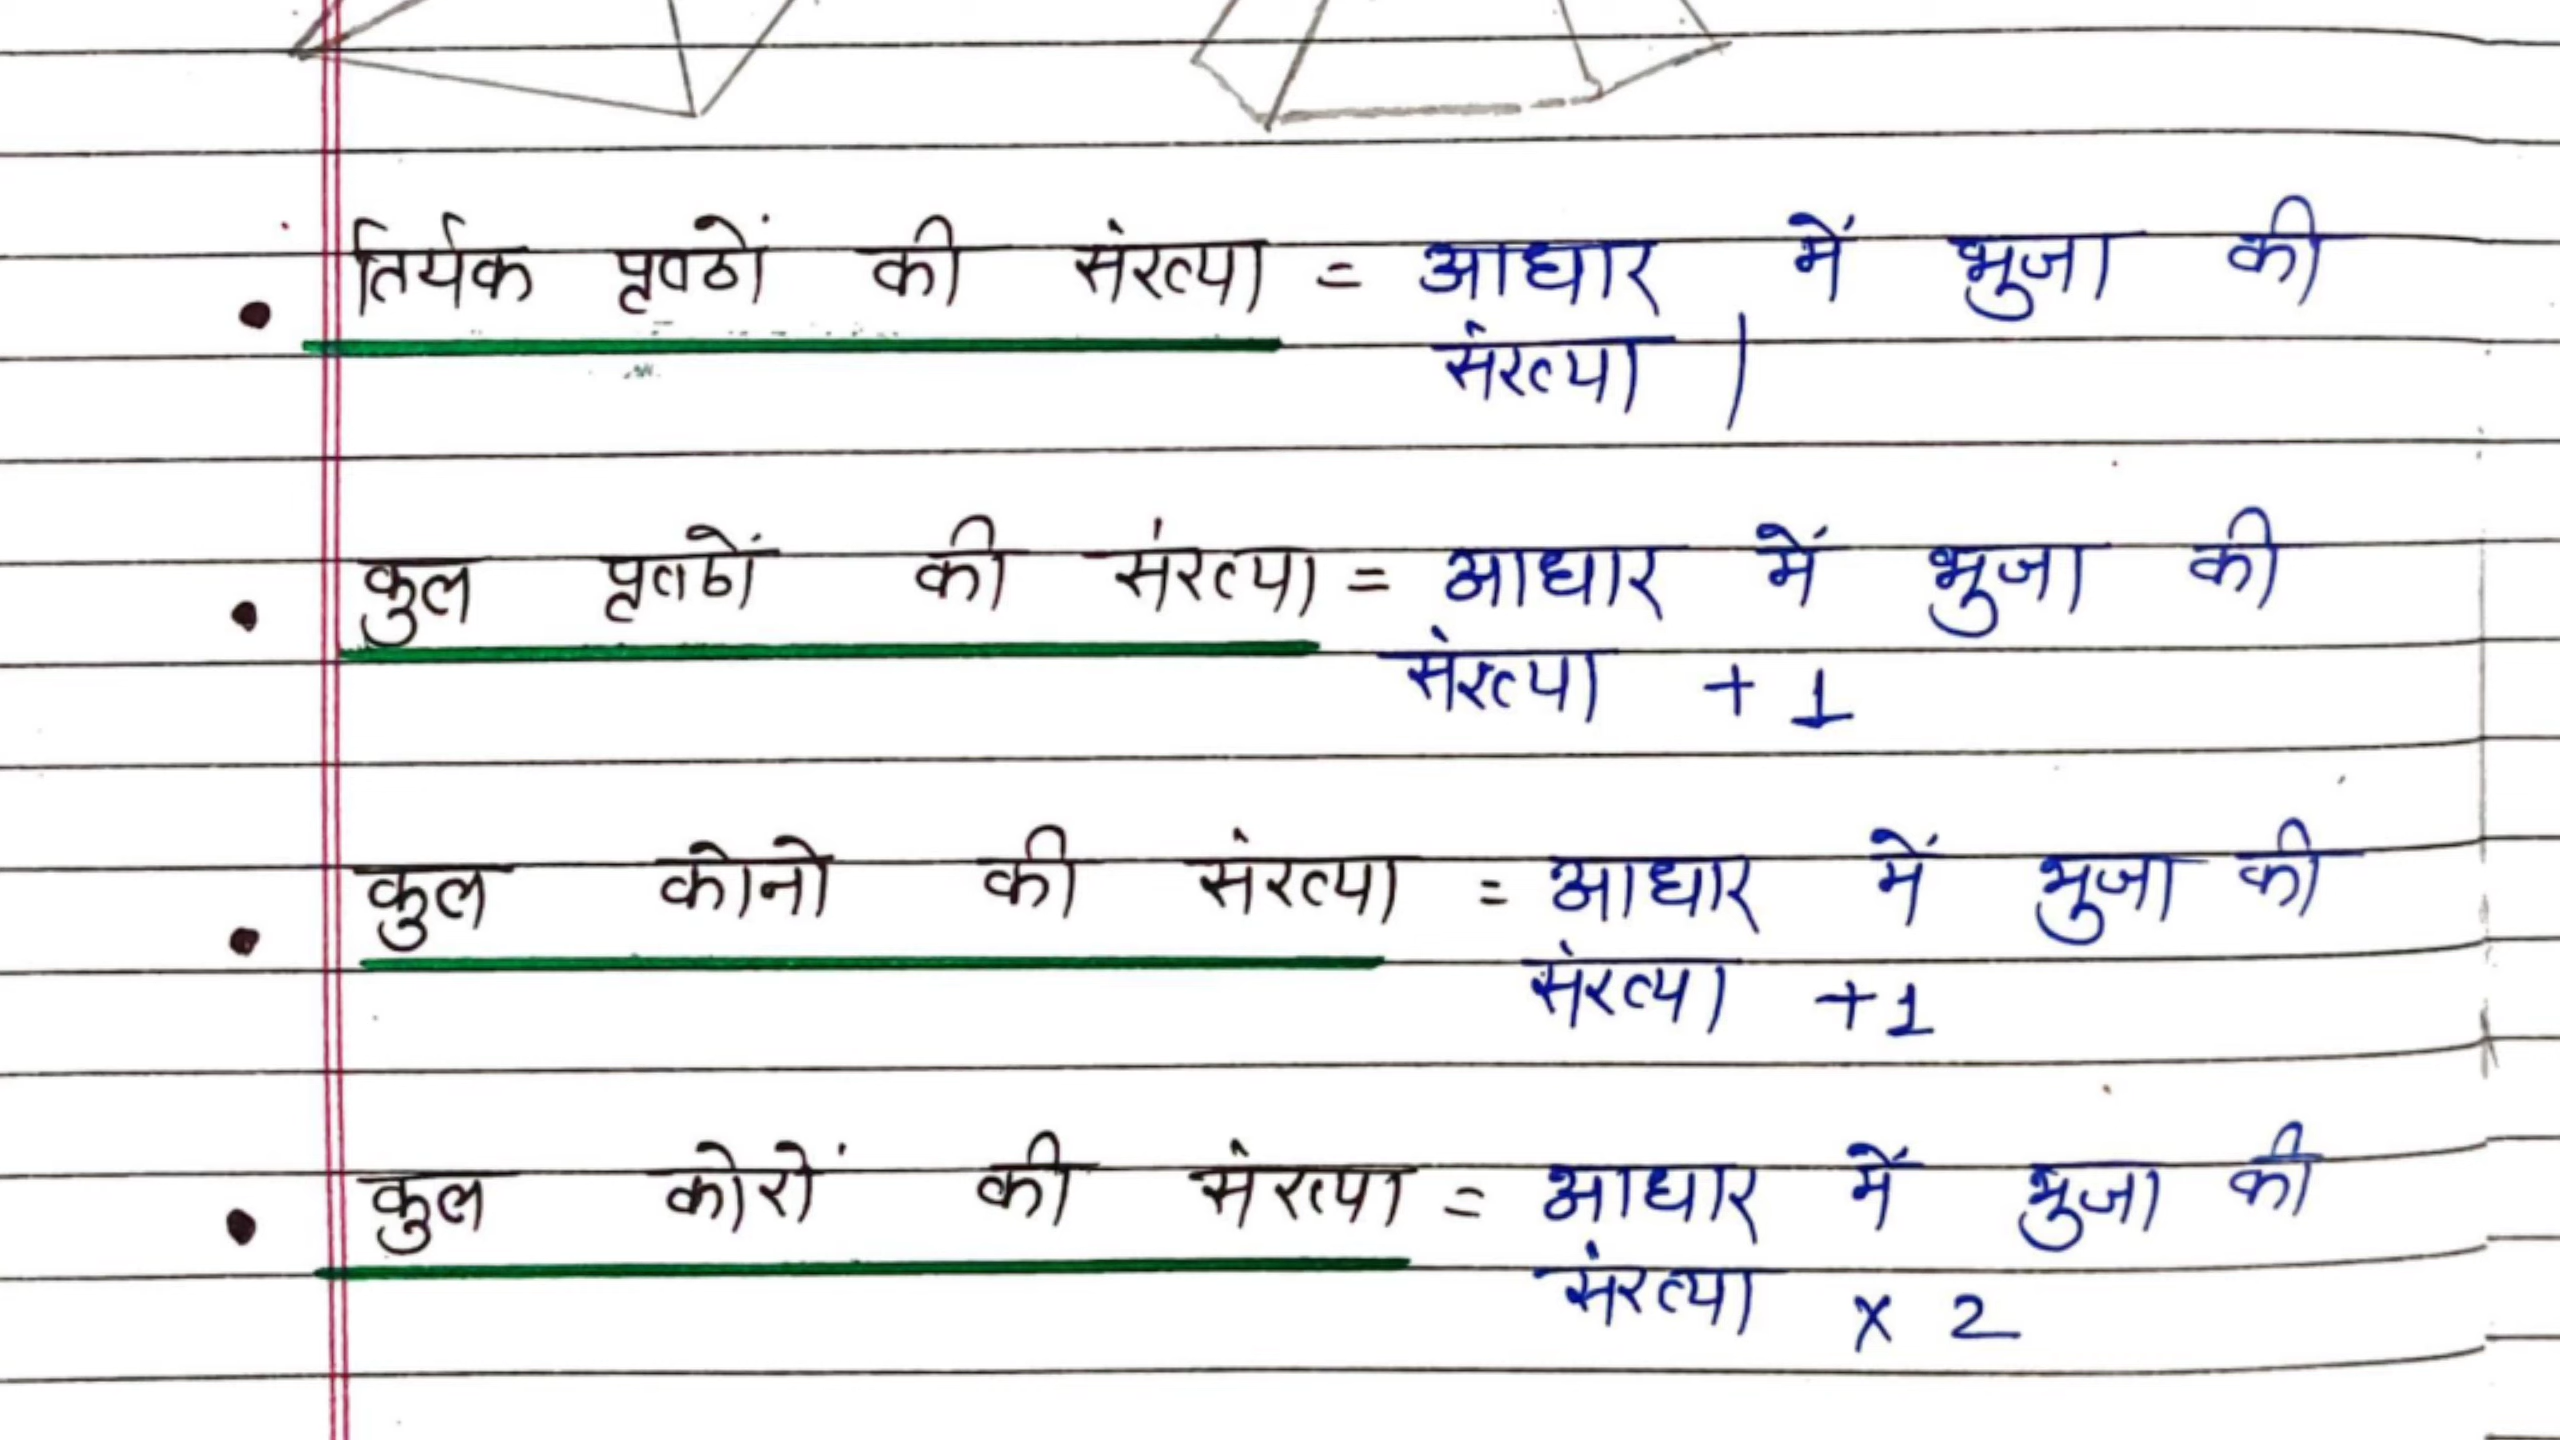 • तिर्यक पृष्ठों की संख्या = आधार में भुजा की
संख्या |
• कुल पृष्ठों की संख्या = आधार में भुजा की
संख्या + 1
• कुल कोनो की संख्या = आधार में भुजा की
संख्या +1
• कुल कोरों की संख्या = आधार में भुजा की
संख्या x 2